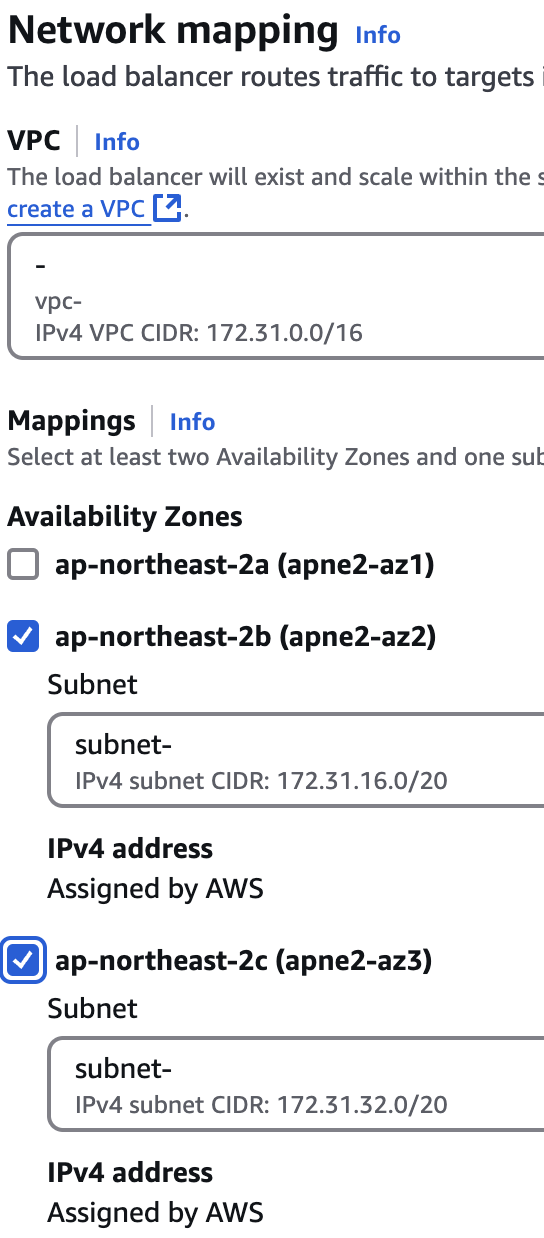 Network mapping Info
The load balancer routes traffic to targets
VPC Info
The load balancer will exist and scale within the
create a VPC .
-
vpc-
IPv4 VPC CIDR: 172.31.0.0/16
Mappings Info
Select at least two Availability Zones and one sub
Availability Zones
ap-northeast-2a (apne2-az1)
ap-northeast-2b (apne2-az2)
Subnet
subnet-
IPv4 subnet CIDR: 172.31.16.0/20
IPv4 address
Assigned by AWS
ap-northeast-2c (apne2-az3)
Subnet
subnet-
IPv4 subnet CIDR: 172.31.32.0/20
IPv4 address
Assigned by AWS